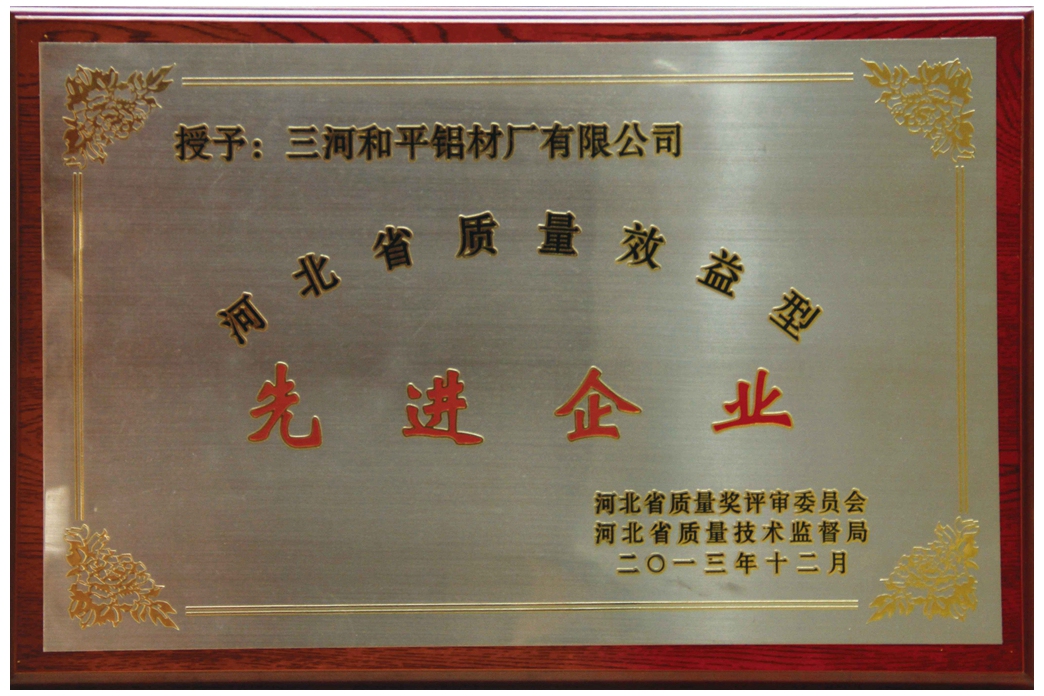 授予：三河和平铝材厂有限公司
河北省质量效益型
先进企业
河北省质量奖评审委员会
河北省质量技术监督局
二〇一三年十二月